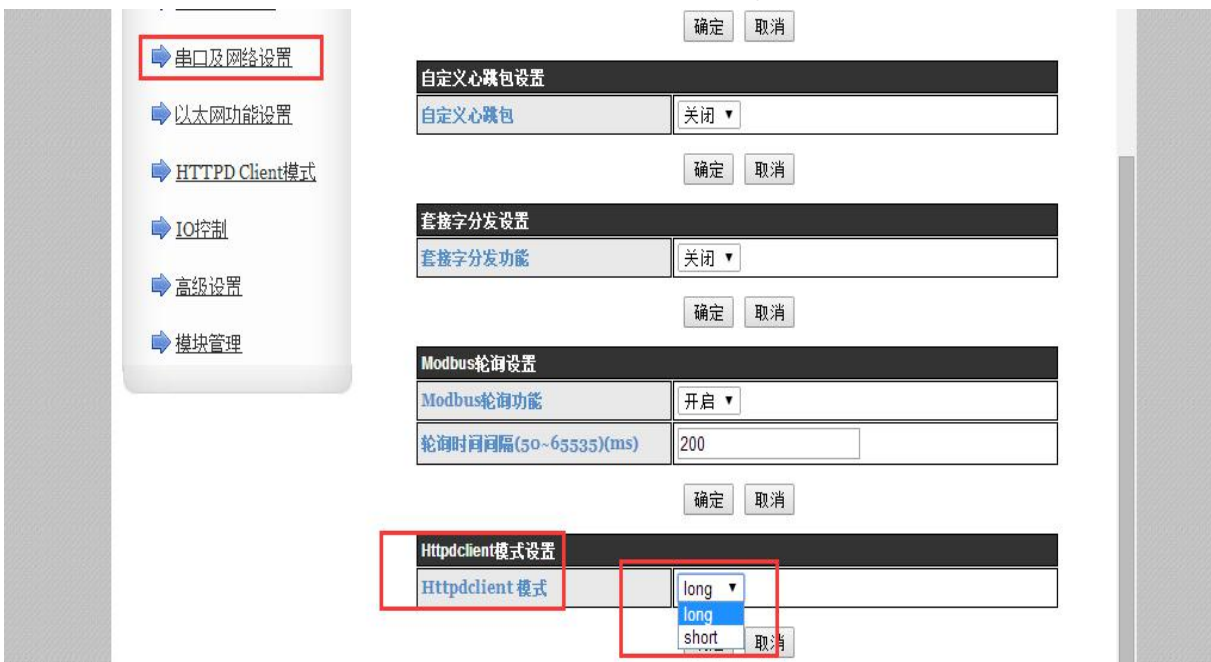 串口及网络设置
以太网功能设置
HTTPD Client模式
IO控制
高级设置
模块管理
确定 取消
自定义心跳包设置
自定义心跳包 关闭
确定 取消
套接字分发设置
套接字分发功能 关闭
确定 取消
Modbus轮询设置
Modbus轮询功能 开启
轮询时间间隔(50~65535)(ms) 200
确定 取消
Httpdclient模式设置
Httpdclient 模式 long
long
short
取消